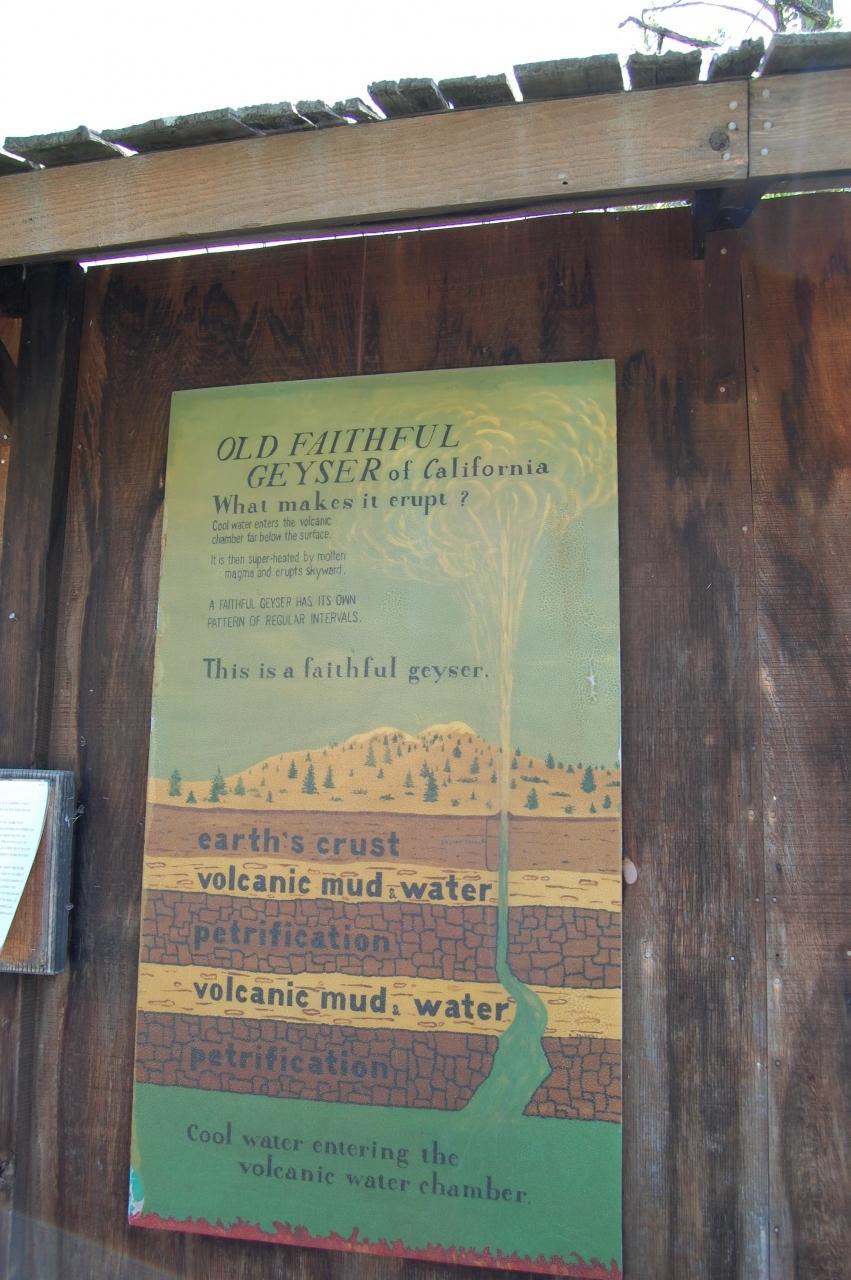 OLD FAITHFUL
GEYSER of California
What makes it erupt ?
Cool water enters the volcanic
chamber far below the surface.
It is then super-heated by molten
magma and erupts skyward.
A FAITHFUL GEYSER HAS ITS OWN
PATTERN OF REGULAR INTERVALS.
This is a faithful geyser.
earth's crust
volcanic mud & water
petrification
volcanic mud & water
petrification
Cool water entering the
volcanic water chamber.